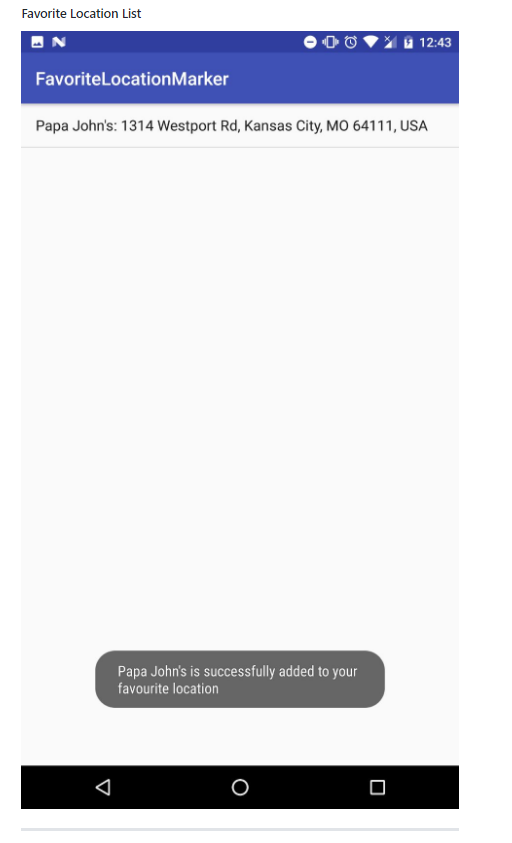 Favorite Location List
12:43
FavoriteLocationMarker
Papa John's: 1314 Westport Rd, Kansas City, MO 64111, USA
Papa John's is successfully added to your
favourite location